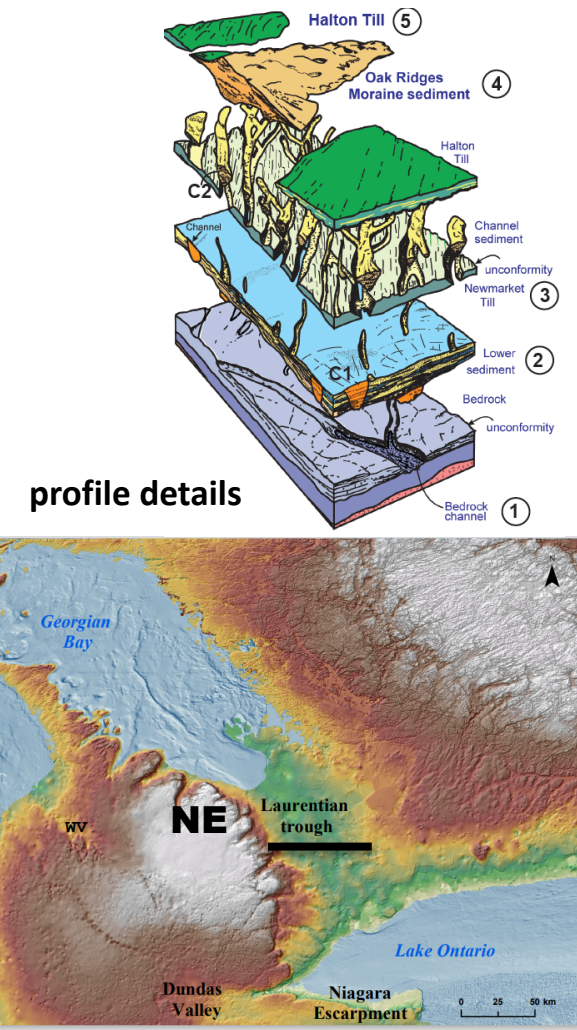 Halton Till 5
Oak Ridges
Moraine sediment 4
Halton
Till
C2
Channel
Channel
sediment
unconformity
Newmarket
Till 3
C1
Lower
sediment 2
Bedrock
unconformity
profile details
Bedrock
channel 1
N
Georgian
Bay
WV
NE
Laurentian
trough
Lake Ontario
Dundas
Valley
Niagara
Escarpment
0 25 50 km